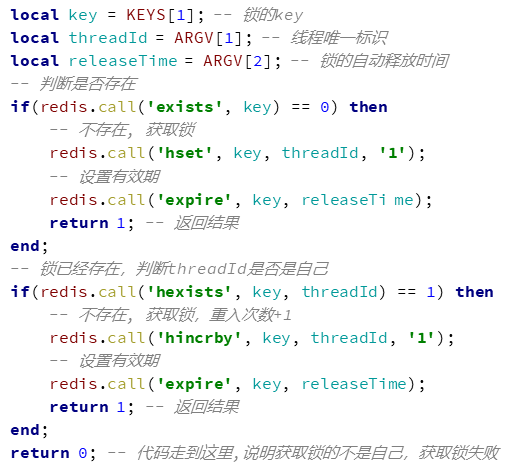 local key = KEYS[1]; -- 锁的key
local threadId = ARGV[1]; -- 线程唯一标识
local releaseTime = ARGV[2]; -- 锁的自动释放时间
-- 判断是否存在
if(redis.call('exists', key) == 0) then
    -- 不存在, 获取锁
    redis.call('hset', key, threadId, '1');
    -- 设置有效期
    redis.call('expire', key, releaseTi me);
    return 1; -- 返回结果
end;
-- 锁已经存在，判断threadId是否是自己
if(redis.call('hexists', key, threadId) == 1) then
    -- 不存在, 获取锁，重入次数+1
    redis.call('hincrby', key, threadId, '1');
    -- 设置有效期
    redis.call('expire', key, releaseTime);
    return 1; -- 返回结果
end;
return 0; -- 代码走到这里,说明获取锁的不是自己，获取锁失败